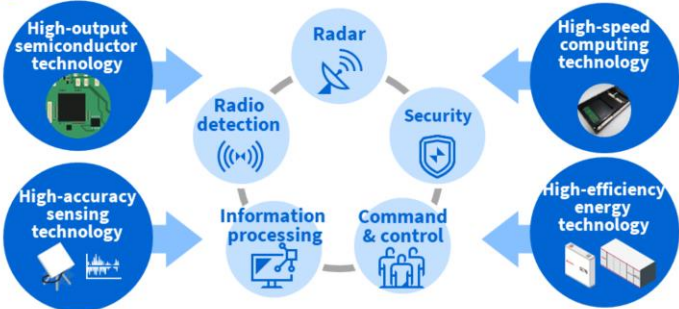 High-output
semiconductor
technology
Radar
High-speed
computing
technology
Radio
detection
Security
High-accuracy
sensing
technology
Information
processing
Command
& control
High-efficiency
energy
technology